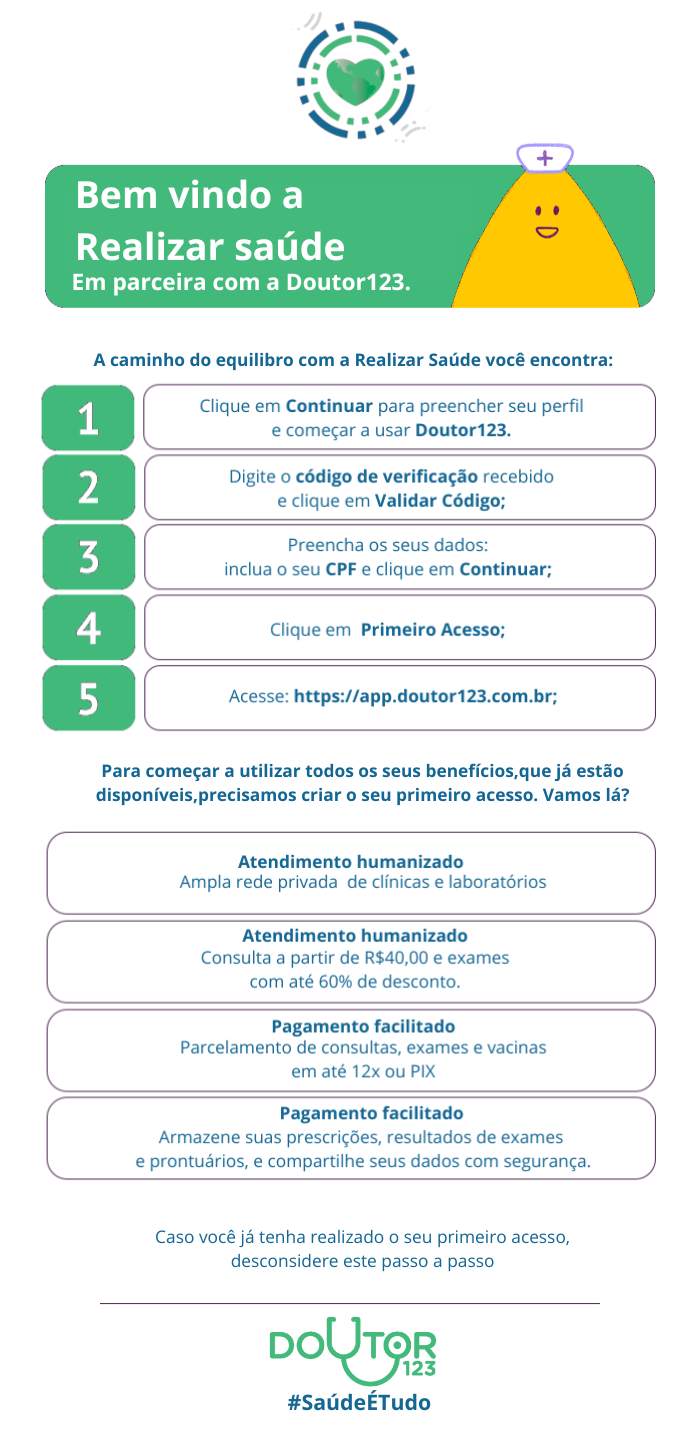 Bem vindo a
Realizar saúde
Em parceira com a Doutor123.
A caminho do equilibro com a Realizar Saúde você encontra:
1
Clique em Continuar para preencher seu perfil
e começar a usar Doutor123.
2
Digite o código de verificação recebido
e clique em Validar Código;
3
Preencha os seus dados:
inclua o seu CPF e clique em Continuar;
4
Clique em Primeiro Acesso;
5
Acesse: https://app.doutor123.com.br;
Para começar a utilizar todos os seus benefícios,que já estão
disponíveis,precisamos criar o seu primeiro acesso. Vamos lá?
Atendimento humanizado
Ampla rede privada de clínicas e laboratórios
Atendimento humanizado
Consulta a partir de R$40,00 e exames
com até 60% de desconto.
Pagamento facilitado
Parcelamento de consultas, exames e vacinas
em até 12x ou PIX
Pagamento facilitado
Armazene suas prescrições, resultados de exames
e prontuários, e compartilhe seus dados com segurança.
Caso você já tenha realizado o seu primeiro acesso,
desconsidere este passo a passo
DOUTOR
123
#SaúdeÉTudo